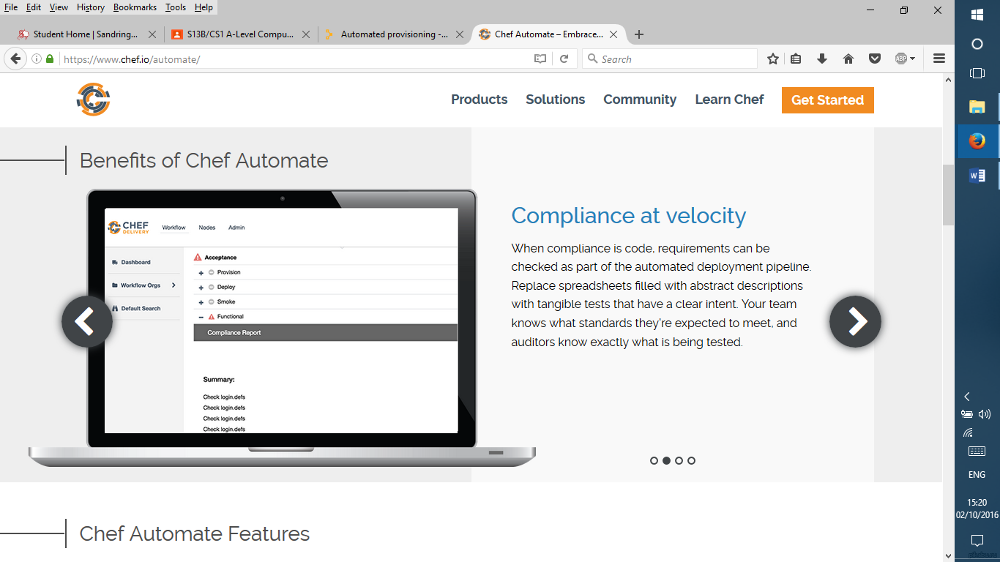 File Edit View History Bookmarks Tools Help
Student Home | Sandring...
S13B/CS1 A-Level Compu...
Automated provisioning -...
Chef Automate – Embrace...
https://www.chef.io/automate/
Search
ABP
Products Solutions Community Learn Chef Get Started
Benefits of Chef Automate
CHEF
DELIVERY
Workflow Nodes Admin
Dashboard
Workflow Orgs
Default Search
Acceptance
Provision
Deploy
Smoke
Functional
Compliance Report
Summary:
Check login.defs
Check login.defs
Check login.defs
Check login.defs
Compliance at velocity
When compliance is code, requirements can be
checked as part of the automated deployment pipeline.
Replace spreadsheets filled with abstract descriptions
with tangible tests that have a clear intent. Your team
knows what standards they're expected to meet, and
auditors know exactly what is being tested.
Chef Automate Features
ENG
15:20
02/10/2016